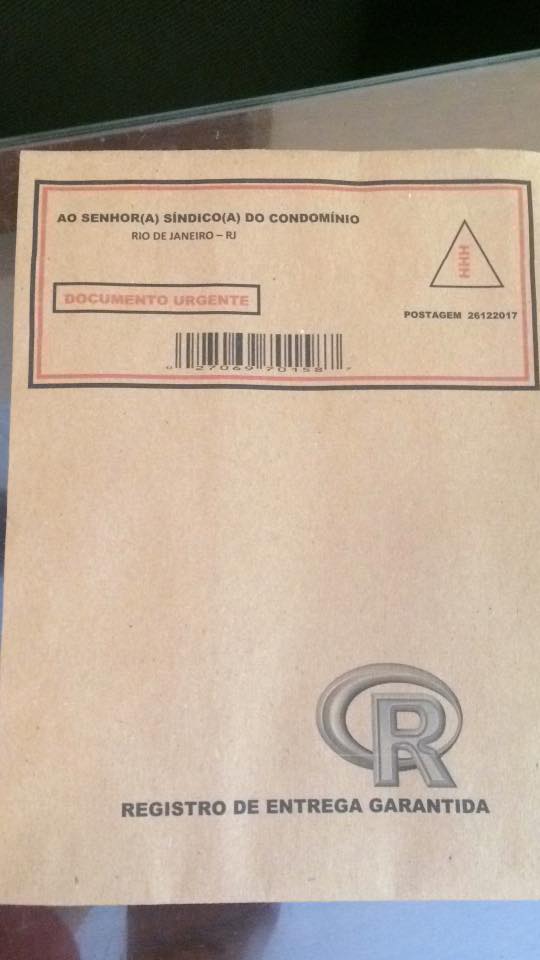 AO SENHOR(A) SÍNDICO(A) DO CONDOMÍNIO
RIO DE JANEIRO – RJ
HHH
DOCUMENTO URGENTE
POSTAGEM 26122017
0 27069 70158 7
R
REGISTRO DE ENTREGA GARANTIDA